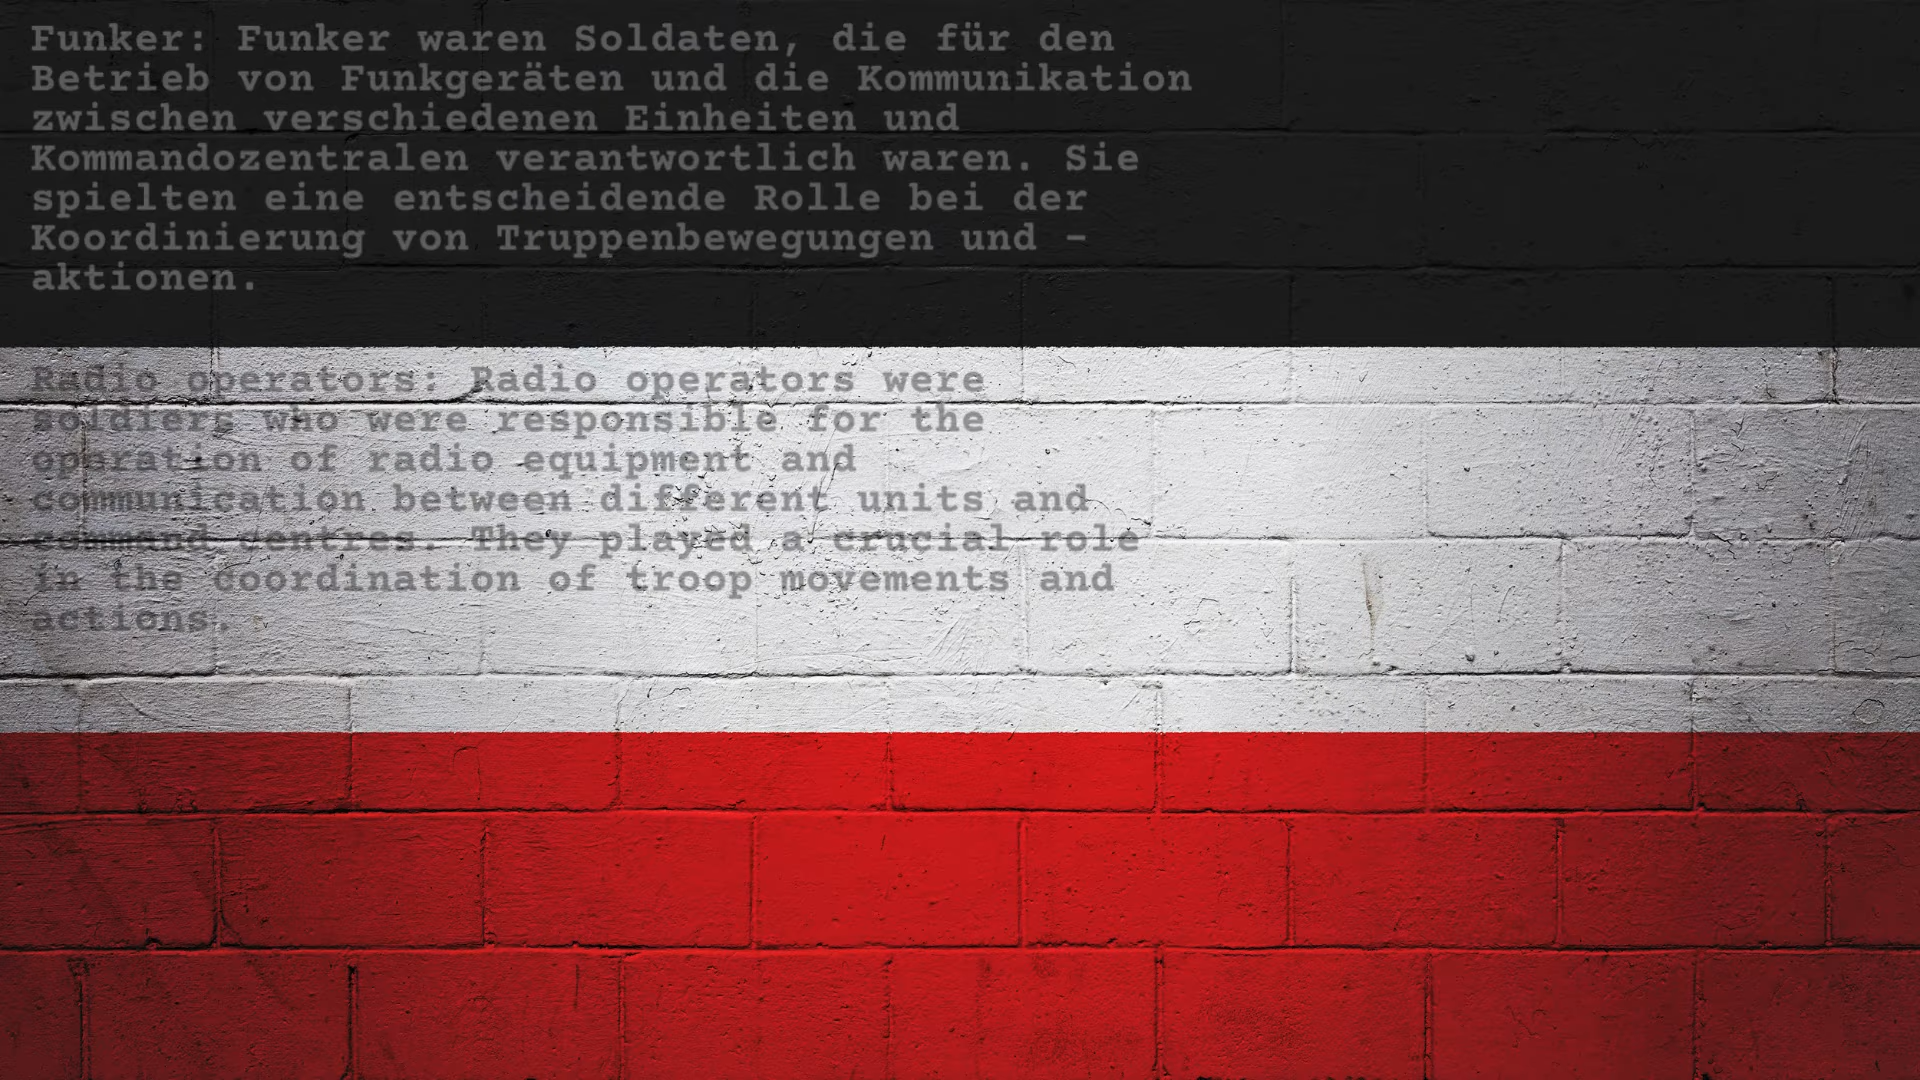 Funker: Funker waren Soldaten, die für den
Betrieb von Funkgeräten und die Kommunikation
zwischen verschiedenen Einheiten und
Kommandozentralen verantwortlich waren. Sie
spielten eine entscheidende Rolle bei der
Koordinierung von Truppenbewegungen und -
aktionen.
Radio operators: Radio operators were
soldiers who were responsible for the
operation of radio equipment and
communication between different units and
command centres. They played a crucial role
in the coordination of troop movements and
actions.